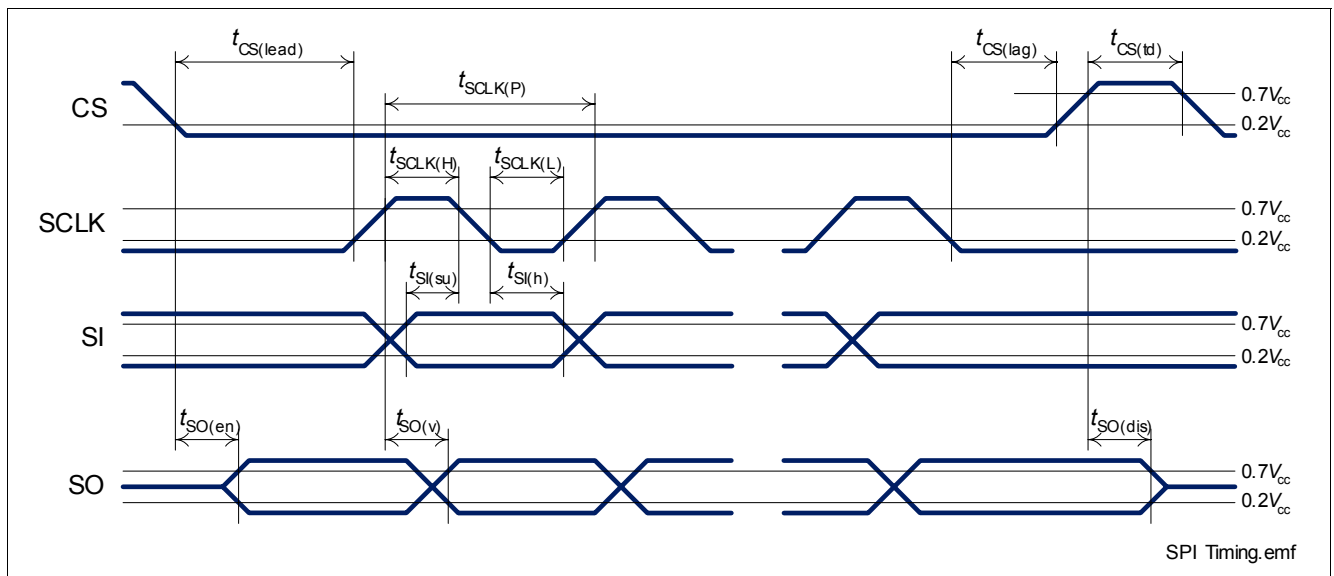 tCS(lead)
tCS(lag)
tCS(td)
tSCLK(P)
CS
0.7Vcc
0.2Vcc
tSCLK(H)
tSCLK(L)
SCLK
0.7Vcc
0.2Vcc
tSI(su)
tSI(h)
SI
0.7Vcc
0.2Vcc
tSO(en)
tSO(v)
tSO(dis)
SO
0.7Vcc
0.2Vcc
SPI Timing.emf